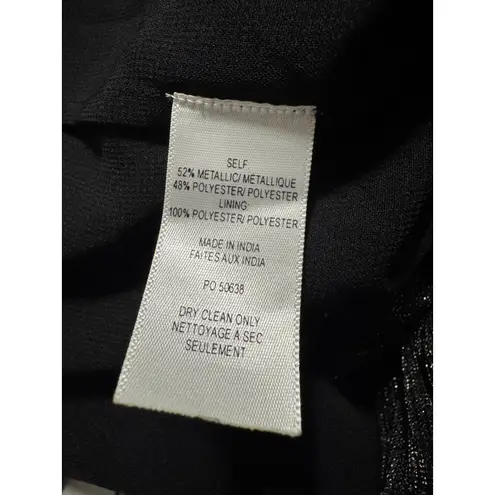 SELF
52% METALLIC/ METALLIQUE
48% POLYESTER/ POLYESTER
LINING:
100% POLYESTER/ POLYESTER
MADE IN INDIA
FAITES AUX INDIA
PO 50638
DRY CLEAN ONLY
NETTOYAGE A SEC
SEULEMENT